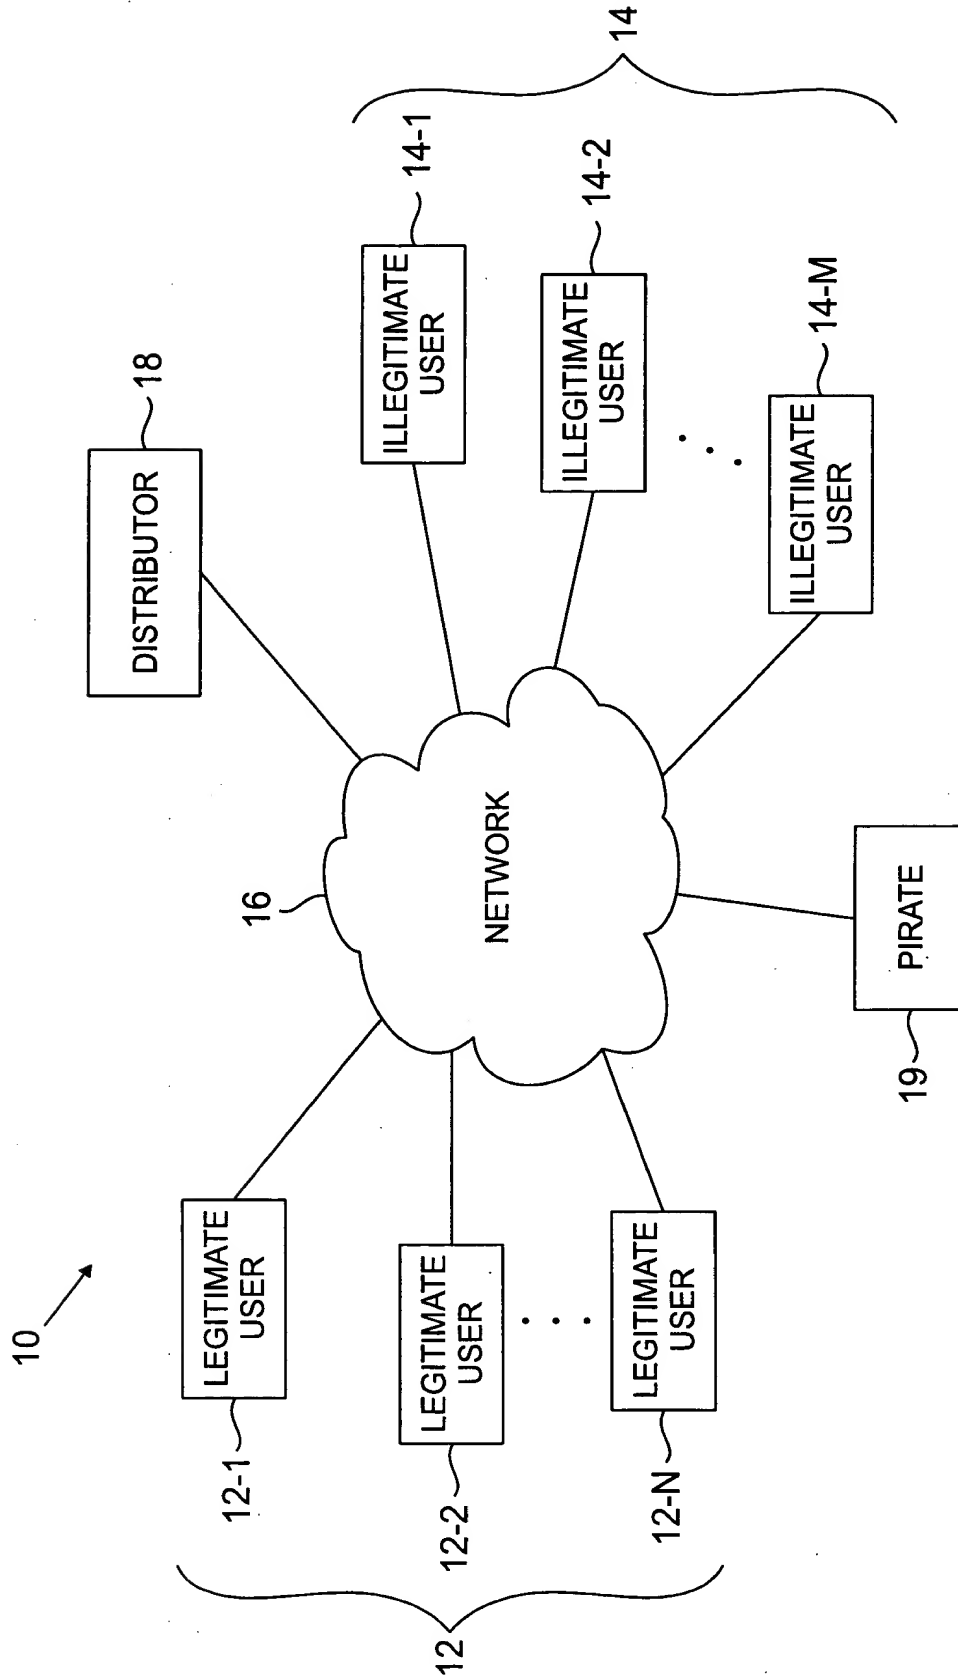 10
12
12-1
LEGITIMATE
USER
12-2
LEGITIMATE
USER
12-N
LEGITIMATE
USER
16
NETWORK
18
DISTRIBUTOR
14
14-1
ILLEGITIMATE
USER
14-2
ILLEGITIMATE
USER
14-M
ILLEGITIMATE
USER
19
PIRATE